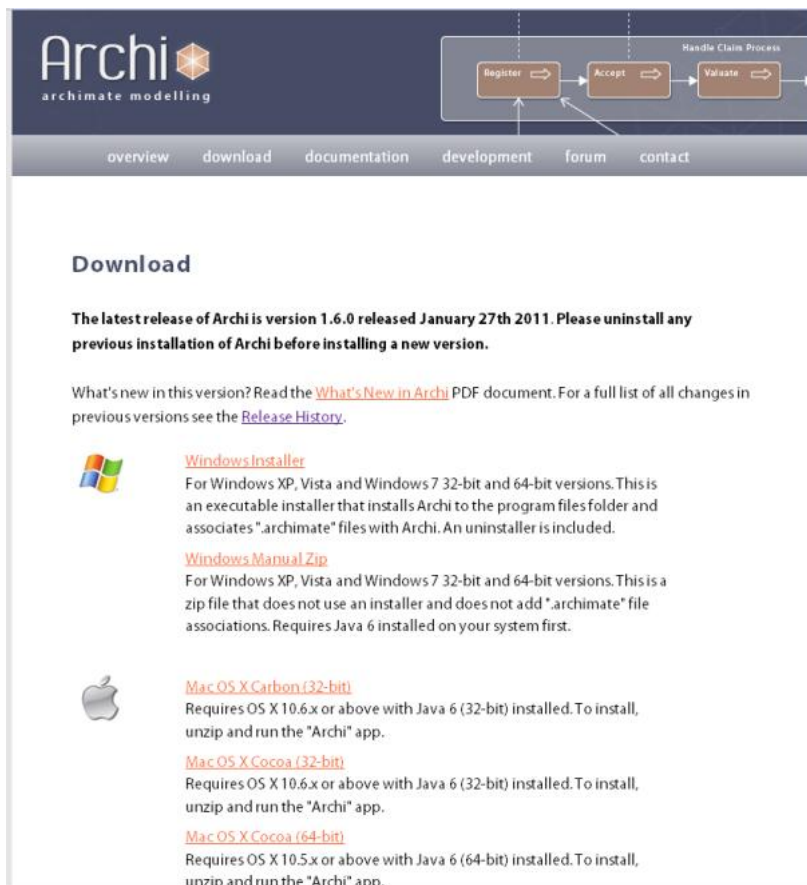 Archi
archimate modelling
Handle Claim Process
Register
Accept
Valuate
overview download documentation development forum contact
Download
The latest release of Archi is version 1.6.0 released January 27th 2011. Please uninstall any
previous installation of Archi before installing a new version.
What's new in this version? Read the What's New in Archi PDF document. For a full list of all changes in
previous versions see the Release History.
Windows Installer
For Windows XP, Vista and Windows 7 32-bit and 64-bit versions. This is
an executable installer that installs Archi to the program files folder and
associates ".archimate" files with Archi. An uninstaller is included.
Windows Manual Zip
For Windows XP, Vista and Windows 7 32-bit and 64-bit versions. This is a
zip file that does not use an installer and does not add ".archimate" file
associations. Requires Java 6 installed on your system first.
Mac OS X Carbon (32-bit)
Requires OS X 10.6.x or above with Java 6 (32-bit) installed. To install,
unzip and run the "Archi" app.
Mac OS X Cocoa (32-bit)
Requires OS X 10.6.x or above with Java 6 (32-bit) installed. To install,
unzip and run the "Archi" app.
Mac OS X Cocoa (64-bit)
Requires OS X 10.5.x or above with Java 6 (64-bit) installed. To install,
unzip and run the "Archi" app.